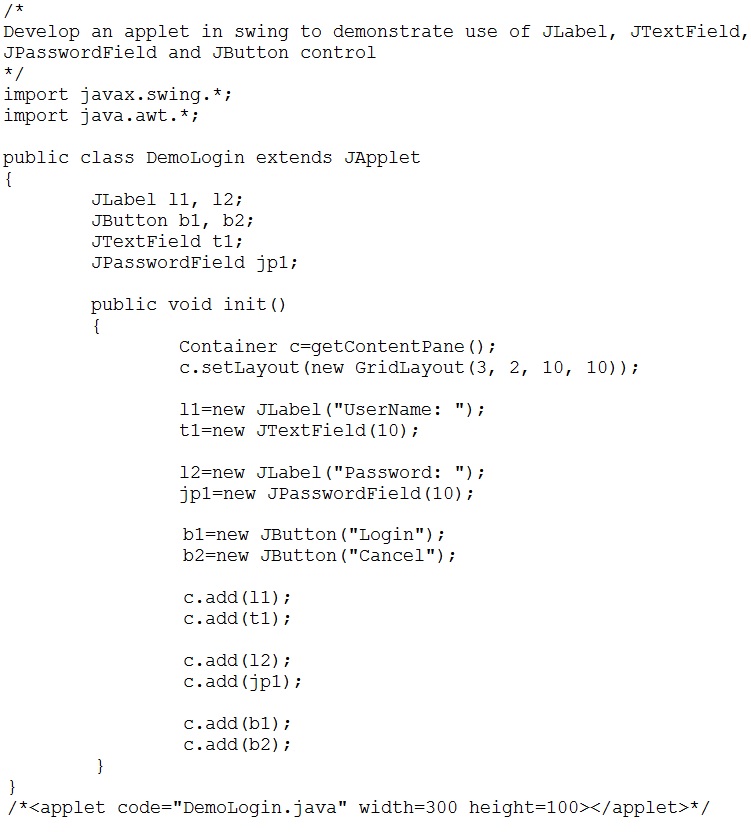 /*
Develop an applet in swing to demonstrate use of JLabel, JTextField,
JPasswordField and JButton control
*/
import javax.swing.*;
import java.awt.*;

public class DemoLogin extends JApplet
{
        JLabel l1, l2;
        JButton b1, b2;
        JTextField t1;
        JPasswordField jp1;

        public void init()
        {
                Container c=getContentPane();
                c.setLayout(new GridLayout(3, 2, 10, 10));

                l1=new JLabel("UserName: ");
                t1=new JTextField(10);

                l2=new JLabel("Password: ");
                jp1=new JPasswordField(10);

                b1=new JButton("Login");
                b2=new JButton("Cancel");

                c.add(l1);
                c.add(t1);

                c.add(l2);
                c.add(jp1);

                c.add(b1);
                c.add(b2);
        }
}
/*<applet code="DemoLogin.java" width=300 height=100></applet>*/